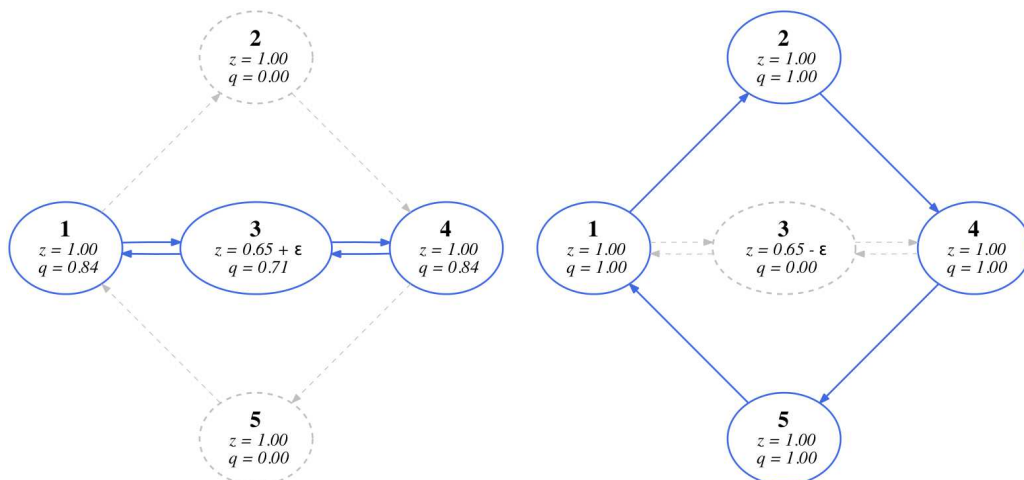 2
z = 1.00
q = 0.00
1
z = 1.00
q = 0.84
3
z = 0.65 + ε
q = 0.71
4
z = 1.00
q = 0.84
5
z = 1.00
q = 0.00
2
z = 1.00
q = 1.00
1
z = 1.00
q = 1.00
3
z = 0.65 - ε
q = 0.00
4
z = 1.00
q = 1.00
5
z = 1.00
q = 1.00